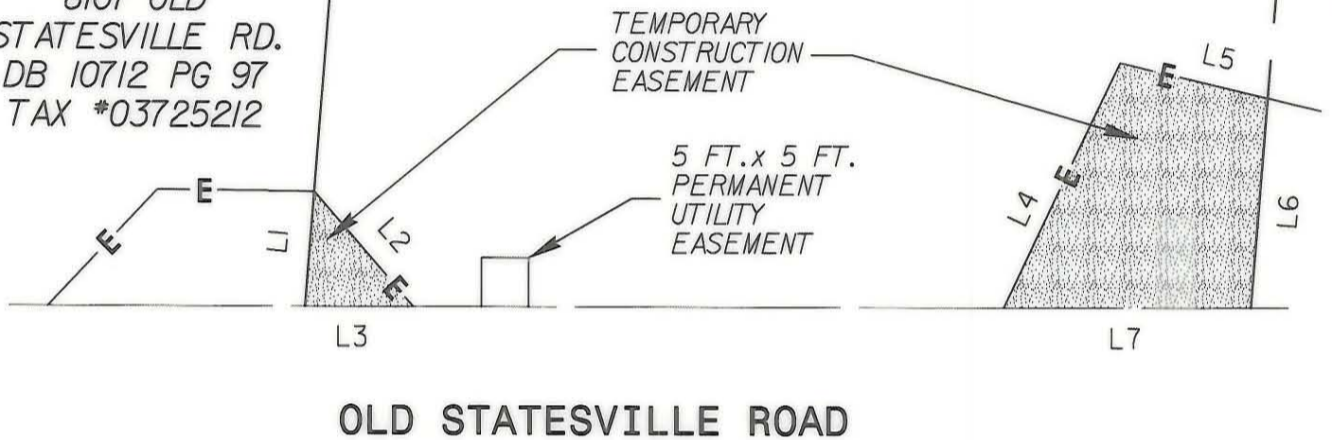 OLD
STATESVILLE RD.
DB 10712 PG 97
TAX #03725212
TEMPORARY
CONSTRUCTION
EASEMENT
5 FT. x 5 FT.
PERMANENT
UTILITY
EASEMENT
E
E
L1
L2
E
L3
L4
E
E
L5
L6
L7
OLD STATESVILLE ROAD